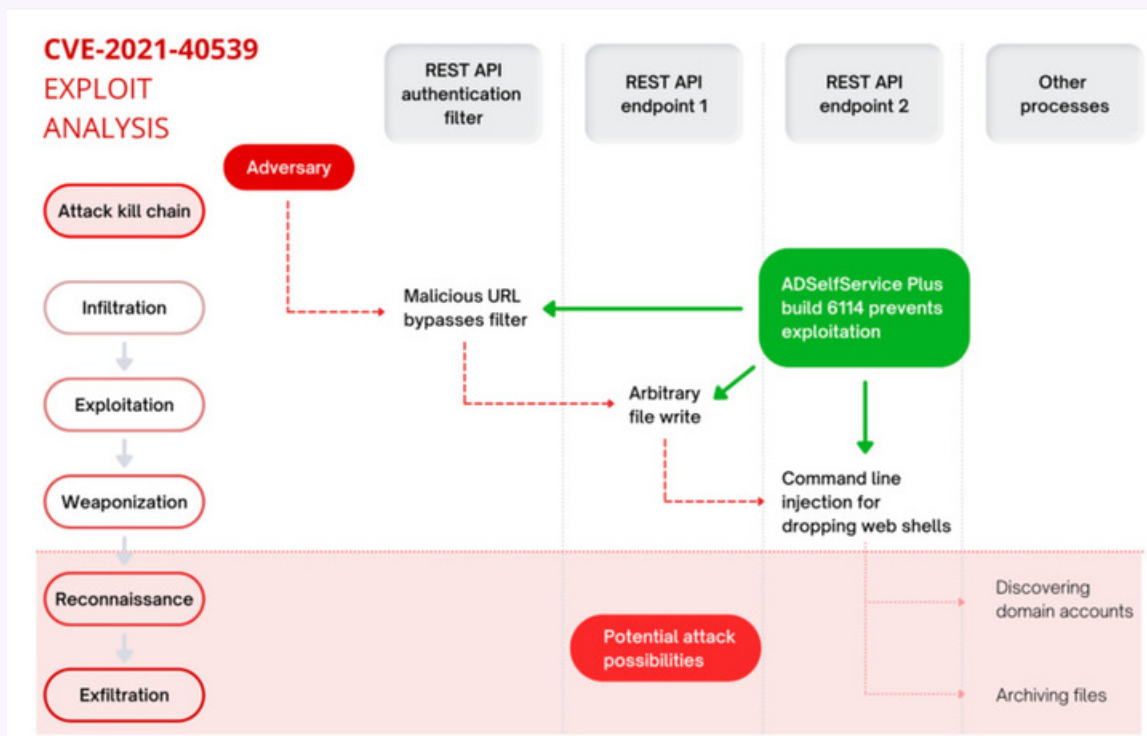 CVE-2021-40539
EXPLOIT
ANALYSIS
REST API
authentication
filter
REST API
endpoint 1
REST API
endpoint 2
Other
processes
Adversary
Attack kill chain
Infiltration
Malicious URL
bypasses filter
ADSelfService Plus
build 6114 prevents
exploitation
Exploitation
Arbitrary
file write
Weaponization
Command line
injection for
dropping web shells
Reconnaissance
Discovering
domain accounts
Potential attack
possibilities
Exfiltration
Archiving files